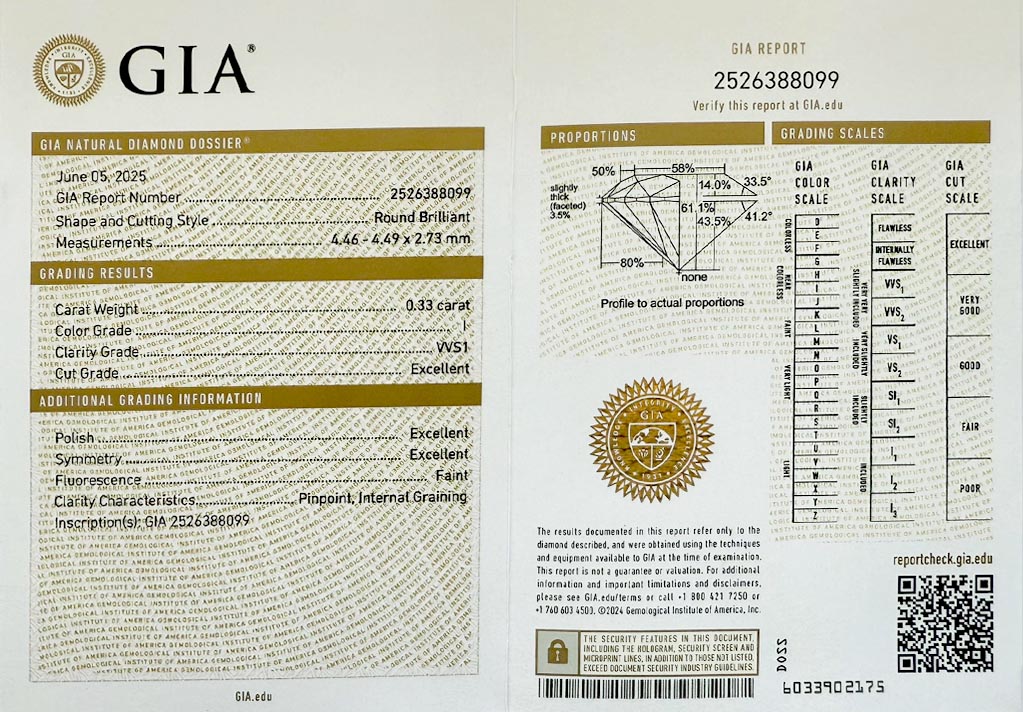 GIA®
GIA NATURAL DIAMOND DOSSIER®
June 05, 2025
GIA Report Number 2526388099
Shape and Cutting Style Round Brilliant
Measurements 4.46 - 4.49 x 2.73 mm
GRADING RESULTS
Carat Weight 0.33 carat
Color Grade I
Clarity Grade VVS1
Cut Grade Excellent
ADDITIONAL GRADING INFORMATION
Polish Excellent
Symmetry Excellent
Fluorescence Faint
Clarity Characteristics Pinpoint, Internal Graining
Inscription(s): GIA 2526388099
GIA.edu
GIA REPORT
2526388099
Verify this report at GIA.edu
PROPORTIONS
50%
58%
14.0%
33.5°
slightly
thick
(faceted)
3.5%
61.1%
43.5%
41.2°
80%
none
Profile to actual proportions
GRADING SCALES
GIA
COLOR
SCALE
COLORLESS
D
E
F
NEAR
COLORLESS
G
H
I
J
FAINT
K
L
M
VERY LIGHT
N
O
P
Q
R
LIGHT
S
T
U
V
W
X
Y
Z
GIA
CLARITY
SCALE
FLAWLESS
INTERNALLY
FLAWLESS
VERY VERY
SLIGHTLY INCLUDED
VVS1
VVS2
VERY SLIGHTLY
INCLUDED
VS1
VS2
SLIGHTLY
INCLUDED
SI1
SI2
INCLUDED
I1
I2
I3
GIA
CUT
SCALE
EXCELLENT
VERY
GOOD
GOOD
FAIR
POOR
GIA
The results documented in this report refer only to the
diamond described, and were obtained using the techniques
and equipment available to GIA at the time of examination.
This report is not a guarantee or valuation. For additional
information and important limitations and disclaimers,
please see GIA.edu/terms or call +1 800 421 7250 or
+1 760 603 4500. ©2024 Gemological Institute of America, Inc.
THE SECURITY FEATURES IN THIS DOCUMENT,
INCLUDING THE HOLOGRAM, SECURITY SCREEN AND
MICROPRINT LINES, IN ADDITION TO THOSE NOT LISTED,
EXCEED DOCUMENT SECURITY INDUSTRY GUIDELINES.
reportcheck.gia.edu
6033902175